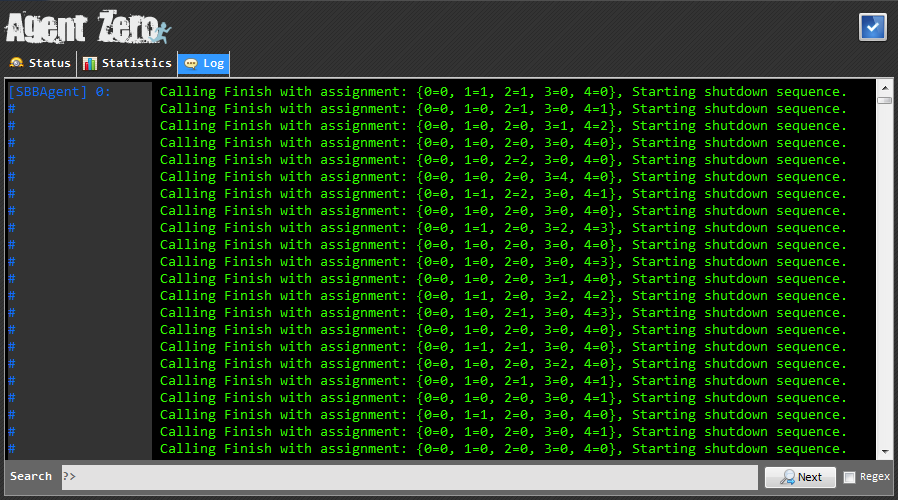 Agent Zero
Status Statistics Log
[SBBAgent] 0: Calling Finish with assignment: {0=0, 1=1, 2=1, 3=0, 4=0}, Starting shutdown sequence.
# Calling Finish with assignment: {0=0, 1=0, 2=1, 3=0, 4=1}, Starting shutdown sequence.
# Calling Finish with assignment: {0=0, 1=0, 2=0, 3=1, 4=2}, Starting shutdown sequence.
# Calling Finish with assignment: {0=0, 1=0, 2=0, 3=0, 4=0}, Starting shutdown sequence.
# Calling Finish with assignment: {0=0, 1=0, 2=2, 3=0, 4=0}, Starting shutdown sequence.
# Calling Finish with assignment: {0=0, 1=0, 2=0, 3=4, 4=0}, Starting shutdown sequence.
# Calling Finish with assignment: {0=0, 1=1, 2=2, 3=0, 4=1}, Starting shutdown sequence.
# Calling Finish with assignment: {0=0, 1=0, 2=0, 3=0, 4=0}, Starting shutdown sequence.
# Calling Finish with assignment: {0=0, 1=1, 2=0, 3=2, 4=3}, Starting shutdown sequence.
# Calling Finish with assignment: {0=0, 1=0, 2=0, 3=0, 4=0}, Starting shutdown sequence.
# Calling Finish with assignment: {0=0, 1=0, 2=0, 3=0, 4=3}, Starting shutdown sequence.
# Calling Finish with assignment: {0=0, 1=0, 2=0, 3=1, 4=0}, Starting shutdown sequence.
# Calling Finish with assignment: {0=0, 1=1, 2=0, 3=2, 4=2}, Starting shutdown sequence.
# Calling Finish with assignment: {0=0, 1=0, 2=1, 3=0, 4=3}, Starting shutdown sequence.
# Calling Finish with assignment: {0=0, 1=0, 2=0, 3=0, 4=0}, Starting shutdown sequence.
# Calling Finish with assignment: {0=0, 1=1, 2=1, 3=0, 4=0}, Starting shutdown sequence.
# Calling Finish with assignment: {0=0, 1=0, 2=0, 3=2, 4=0}, Starting shutdown sequence.
# Calling Finish with assignment: {0=0, 1=0, 2=1, 3=0, 4=1}, Starting shutdown sequence.
# Calling Finish with assignment: {0=0, 1=0, 2=0, 3=0, 4=1}, Starting shutdown sequence.
# Calling Finish with assignment: {0=0, 1=1, 2=0, 3=0, 4=0}, Starting shutdown sequence.
# Calling Finish with assignment: {0=0, 1=0, 2=0, 3=0, 4=1}, Starting shutdown sequence.
# Calling Finish with assignment: {0=0, 1=0, 2=0, 3=0, 4=0}, Starting shutdown sequence.
Search ?> Next Regex